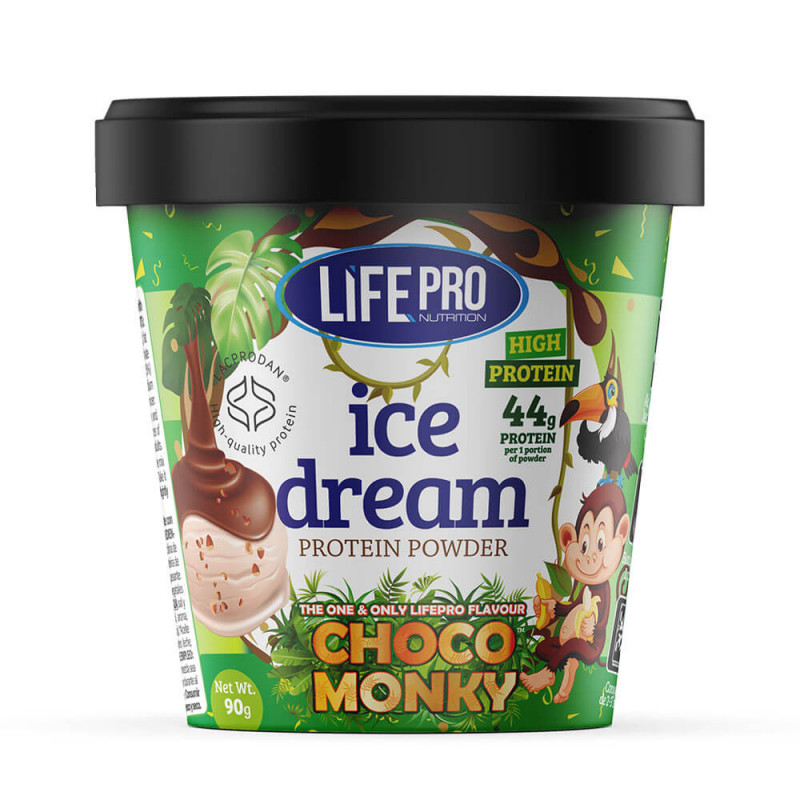 LIFE PRO
NUTRITION
HIGH
PROTEIN
44g
PROTEIN
per 1 portion
of powder
LACPRODAN®
High-quality protein
ice
dream
PROTEIN POWDER
THE ONE & ONLY LIFEPRO FLAVOUR
CHOCO
MONKY™
Net Wt.
90g